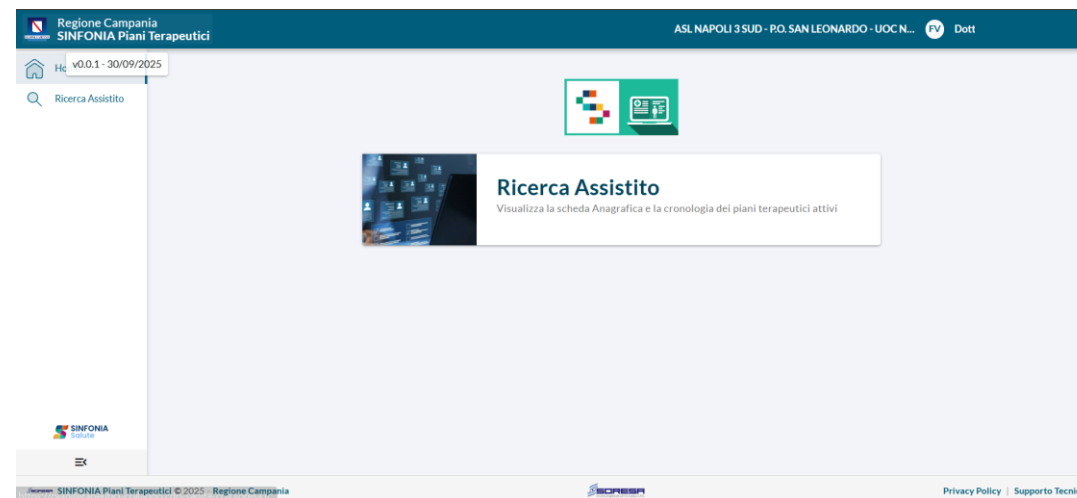 Regione Campania
SINFONIA Piani Terapeutici
ASL NAPOLI 3 SUD - P.O. SAN LEONARDO - UOC N...
FV
Dott
v0.0.1 - 30/09/2025
Ricerca Assistito
Ricerca Assistito
Visualizza la scheda Anagrafica e la cronologia dei piani terapeutici attivi
SINFONIA
Salute
SINFONIA Piani Terapeutici © 2025 - Regione Campania
SORESA
Privacy Policy | Supporto Tecni